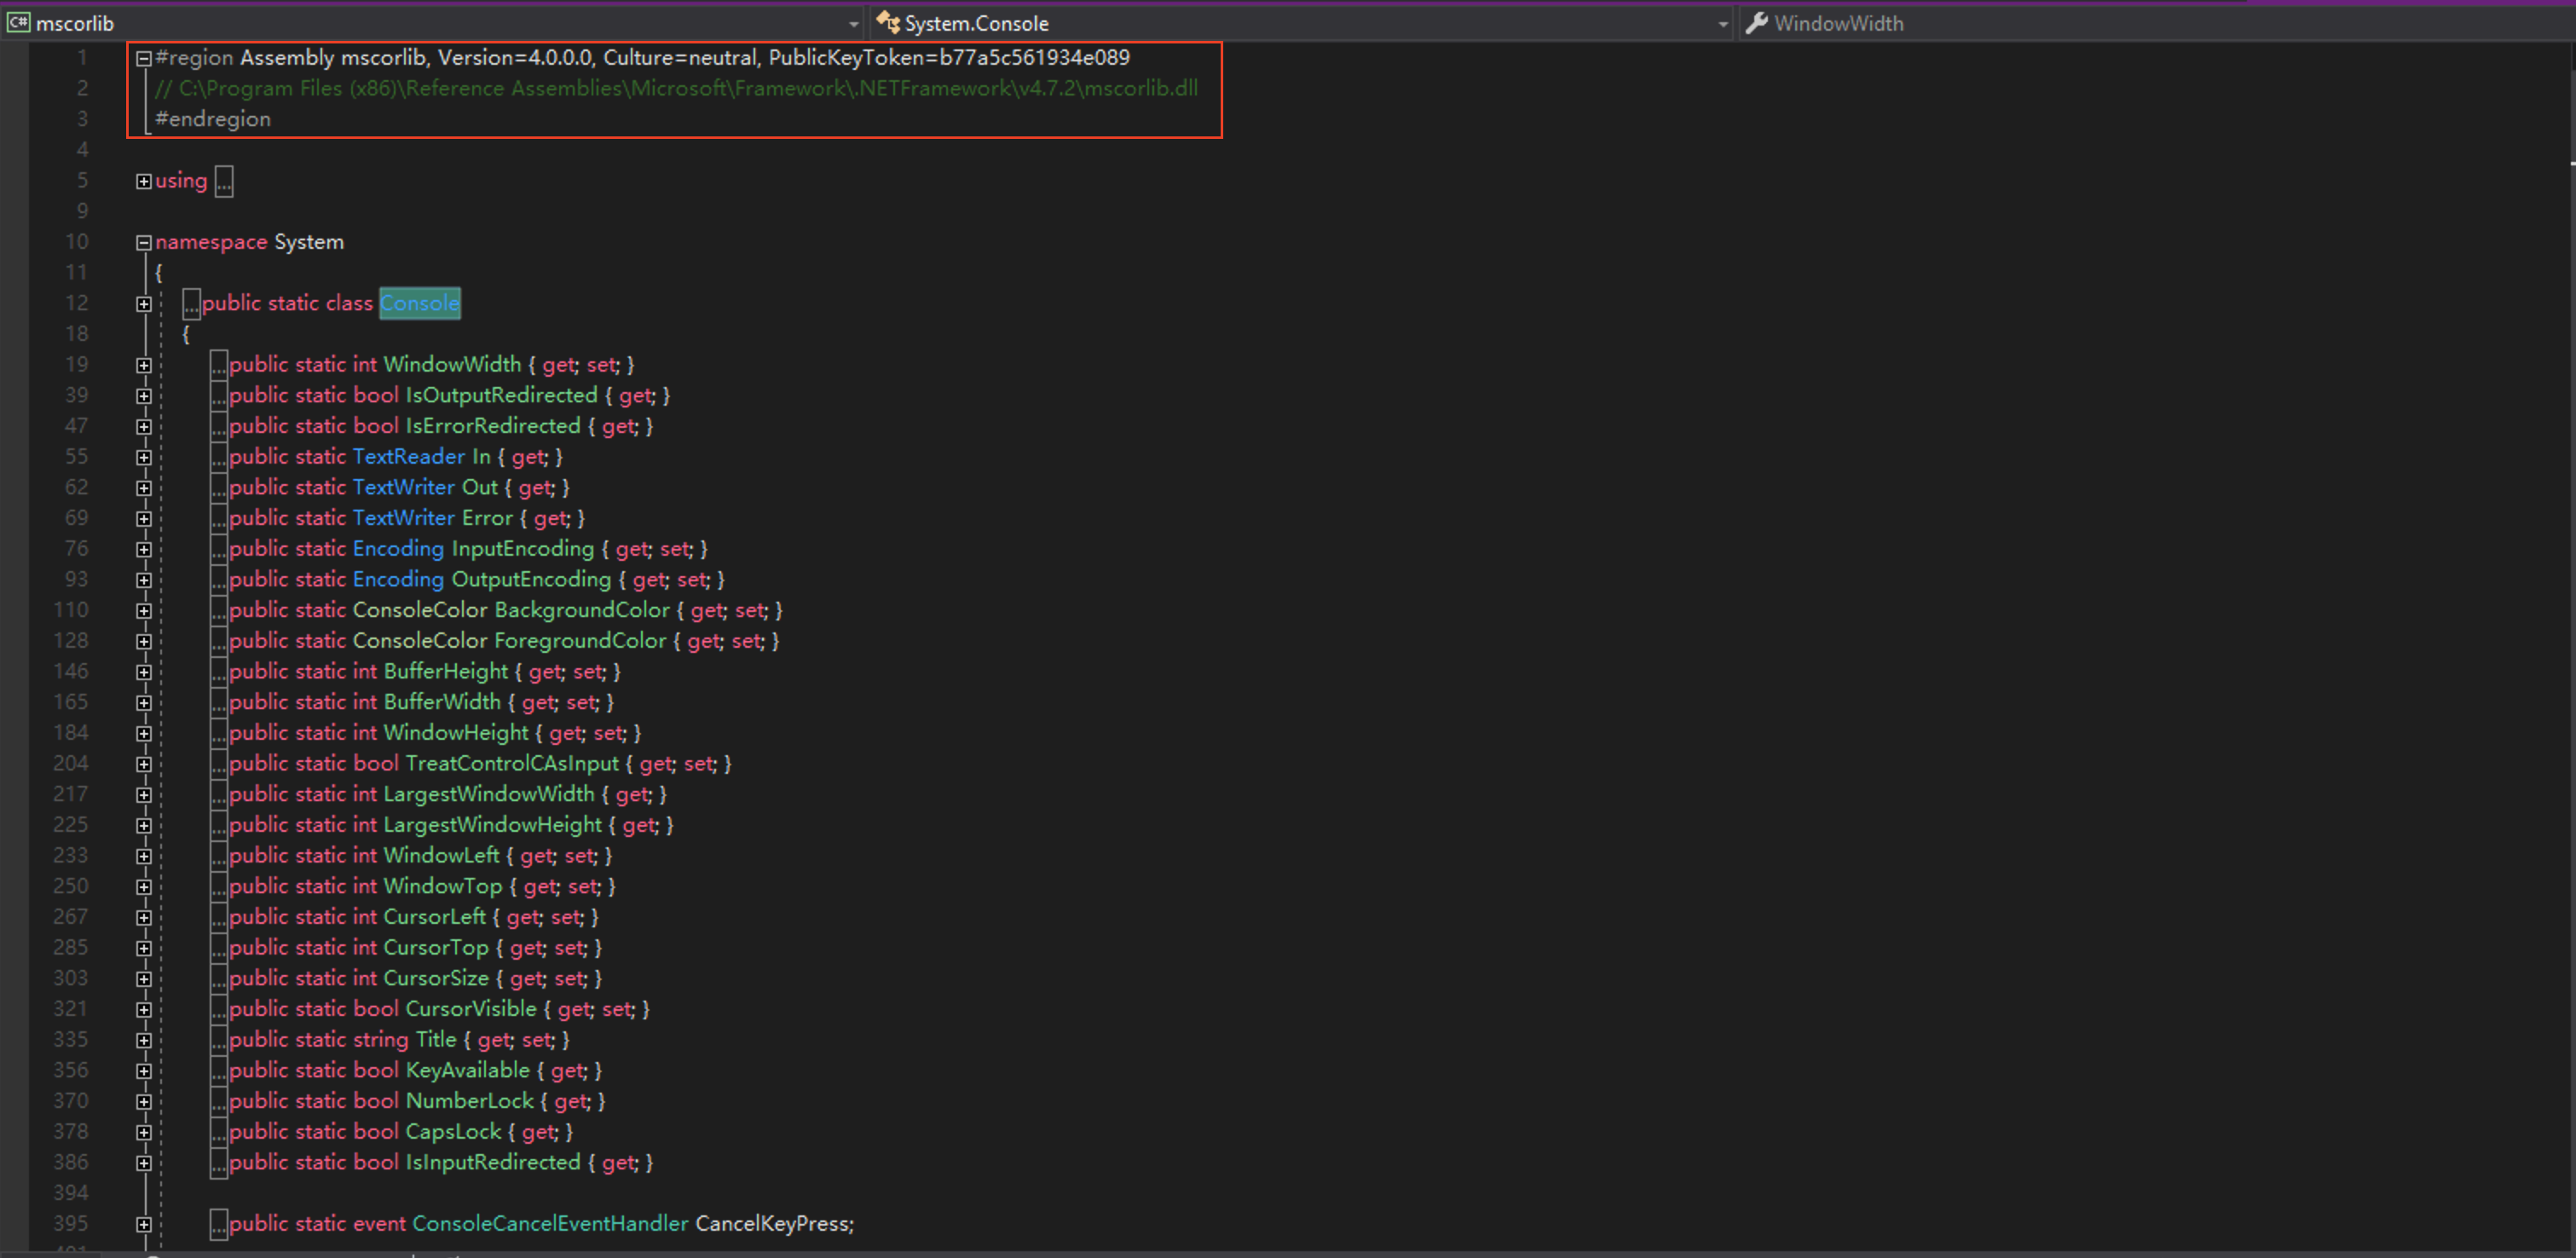 C# mscorlib System.Console WindowWidth
1 #region Assembly mscorlib, Version=4.0.0.0, Culture=neutral, PublicKeyToken=b77a5c561934e089
2 // C:\Program Files (x86)\Reference Assemblies\Microsoft\Framework\.NETFramework\v4.7.2\mscorlib.dll
3 #endregion
4
5 using ...
9
10 namespace System
11 {
12 ...public static class Console
18 {
19 ...public static int WindowWidth { get; set; }
39 ...public static bool IsOutputRedirected { get; }
47 ...public static bool IsErrorRedirected { get; }
55 ...public static TextReader In { get; }
62 ...public static TextWriter Out { get; }
69 ...public static TextWriter Error { get; }
76 ...public static Encoding InputEncoding { get; set; }
93 ...public static Encoding OutputEncoding { get; set; }
110 ...public static ConsoleColor BackgroundColor { get; set; }
128 ...public static ConsoleColor ForegroundColor { get; set; }
146 ...public static int BufferHeight { get; set; }
165 ...public static int BufferWidth { get; set; }
184 ...public static int WindowHeight { get; set; }
204 ...public static bool TreatControlCAsInput { get; set; }
217 ...public static int LargestWindowWidth { get; }
225 ...public static int LargestWindowHeight { get; }
233 ...public static int WindowLeft { get; set; }
250 ...public static int WindowTop { get; set; }
267 ...public static int CursorLeft { get; set; }
285 ...public static int CursorTop { get; set; }
303 ...public static int CursorSize { get; set; }
321 ...public static bool CursorVisible { get; set; }
335 ...public static string Title { get; set; }
356 ...public static bool KeyAvailable { get; }
370 ...public static bool NumberLock { get; }
378 ...public static bool CapsLock { get; }
386 ...public static bool IsInputRedirected { get; }
394
395 ...public static event ConsoleCancelEventHandler CancelKeyPress;